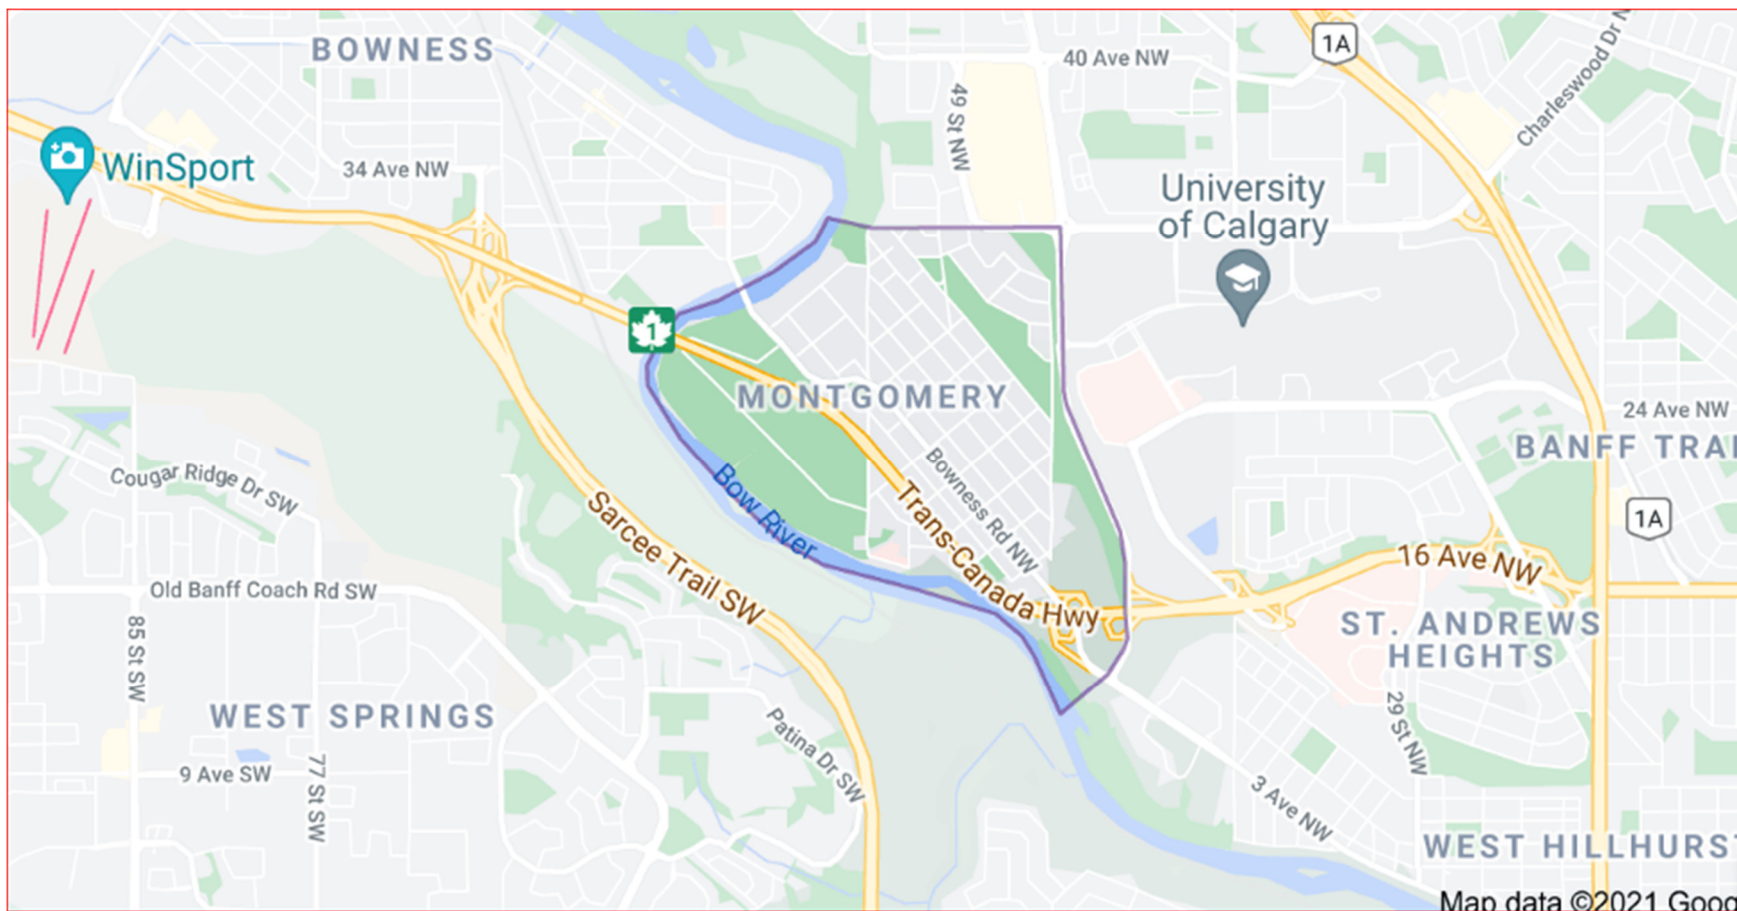 BOWNESS
1A
40 Ave NW
Charleswood Dr N
49 St NW
WinSport
34 Ave NW
University
of Calgary
1
MONTGOMERY
24 Ave NW
BANFF TRA
Cougar Ridge Dr SW
Bow River
Sarcee Trail SW
Bowness Rd NW
Trans-Canada Hwy
1A
16 Ave NW
Old Banff Coach Rd SW
85 St SW
ST. ANDREWS
HEIGHTS
WEST SPRINGS
Patina Dr SW
29 St NW
9 Ave SW
77 St SW
3 Ave NW
WEST HILLHURS
Map data ©2021 Goog